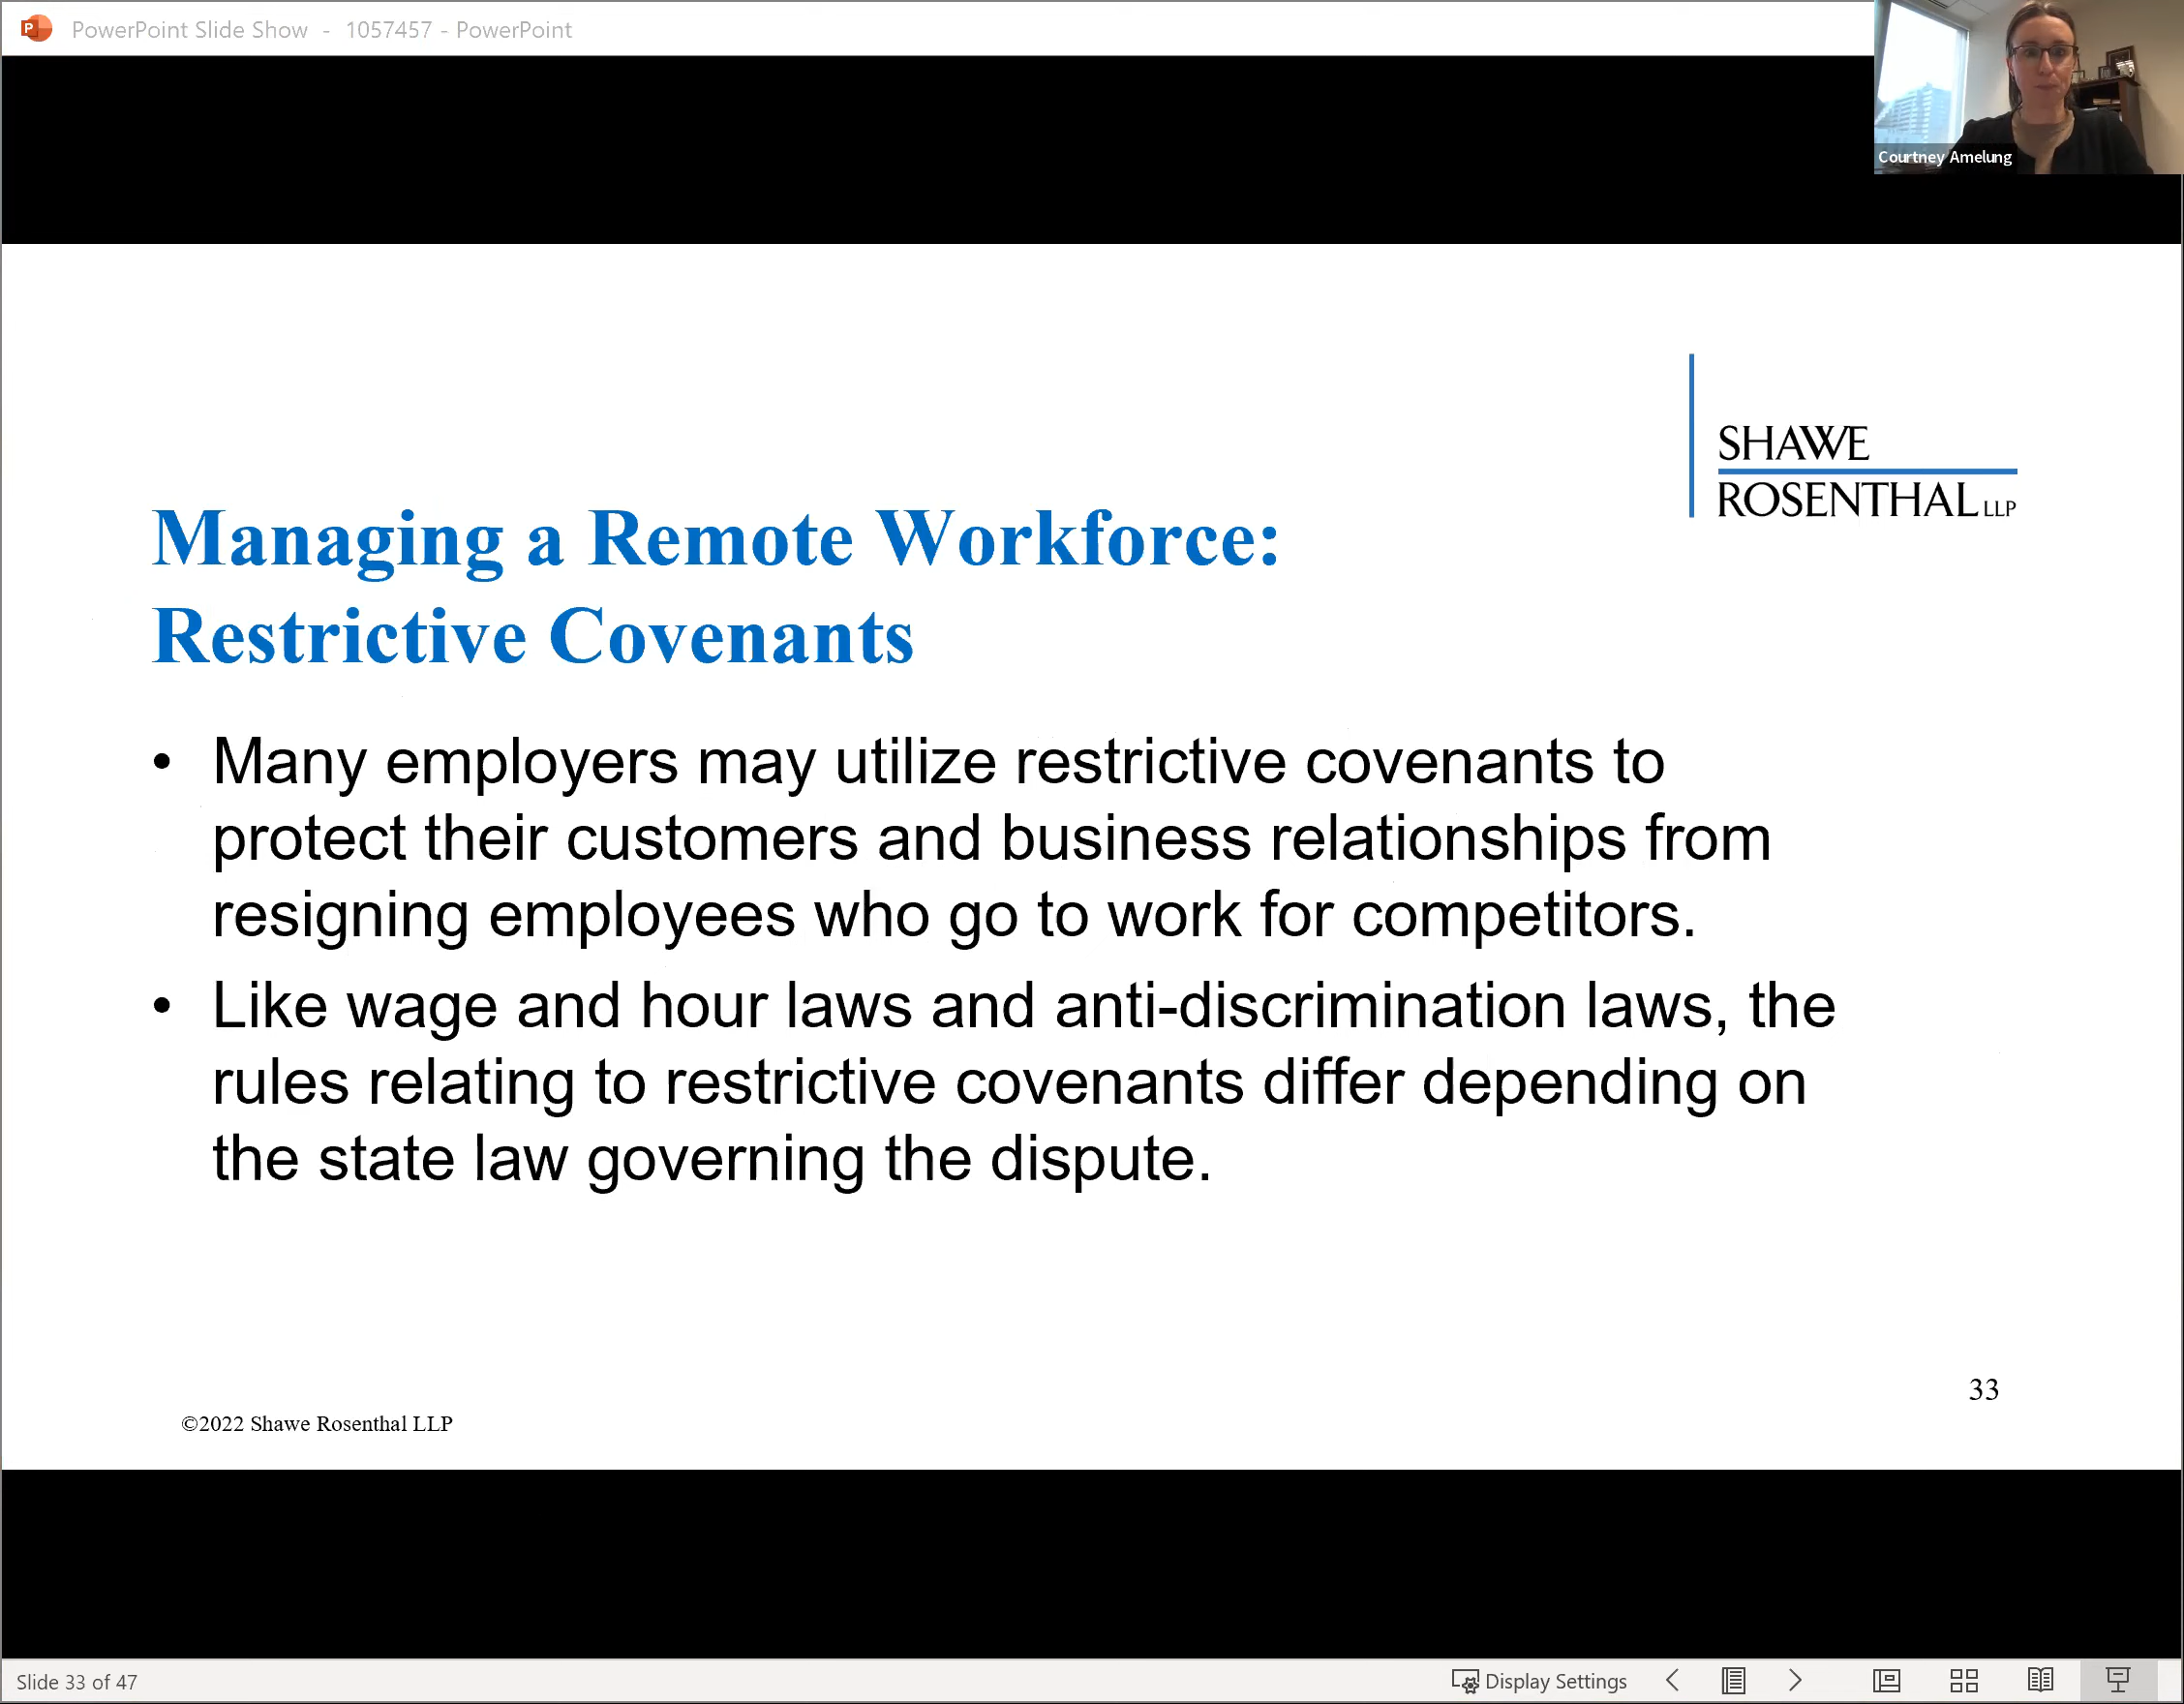 PowerPoint Slide Show - 1057457 - PowerPoint
Courtney Amelung
SHAWE
ROSENTHAL LLP
Managing a Remote Workforce:
Restrictive Covenants
• Many employers may utilize restrictive covenants to
protect their customers and business relationships from
resigning employees who go to work for competitors.
• Like wage and hour laws and anti-discrimination laws, the
rules relating to restrictive covenants differ depending on
the state law governing the dispute.
33
©2022 Shawe Rosenthal LLP
Slide 33 of 47
Display Settings